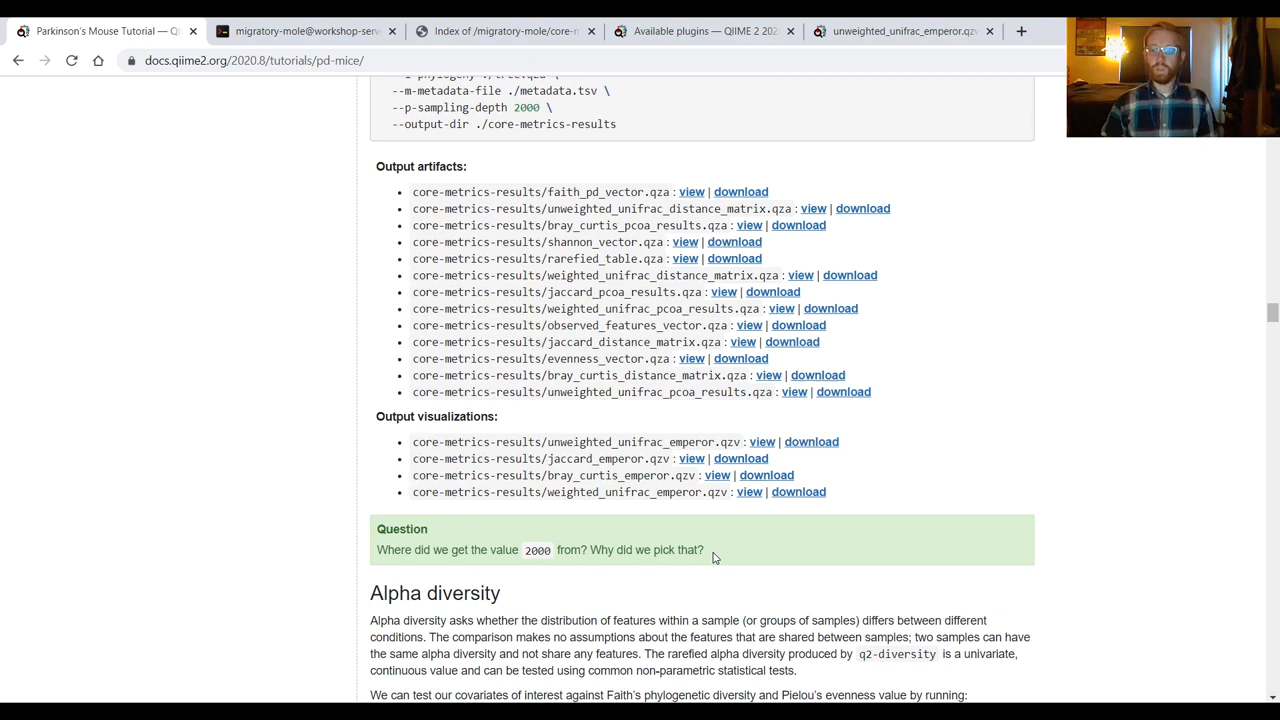 Parkinson's Mouse Tutorial — QI
migratory-mole@workshop-serv
Index of /migratory-mole/core-m
Available plugins — QIIME 2 202
unweighted_unifrac_emperor.qzv
docs.qiime2.org/2020.8/tutorials/pd-mice/
--i-phylogeny ./tree.qza \
--m-metadata-file ./metadata.tsv \
--p-sampling-depth 2000 \
--output-dir ./core-metrics-results
Output artifacts:
• core-metrics-results/faith_pd_vector.qza : view | download
• core-metrics-results/unweighted_unifrac_distance_matrix.qza : view | download
• core-metrics-results/bray_curtis_pcoa_results.qza : view | download
• core-metrics-results/shannon_vector.qza : view | download
• core-metrics-results/rarefied_table.qza : view | download
• core-metrics-results/weighted_unifrac_distance_matrix.qza : view | download
• core-metrics-results/jaccard_pcoa_results.qza : view | download
• core-metrics-results/weighted_unifrac_pcoa_results.qza : view | download
• core-metrics-results/observed_features_vector.qza : view | download
• core-metrics-results/jaccard_distance_matrix.qza : view | download
• core-metrics-results/evenness_vector.qza : view | download
• core-metrics-results/bray_curtis_distance_matrix.qza : view | download
• core-metrics-results/unweighted_unifrac_pcoa_results.qza : view | download
Output visualizations:
• core-metrics-results/unweighted_unifrac_emperor.qzv : view | download
• core-metrics-results/jaccard_emperor.qzv : view | download
• core-metrics-results/bray_curtis_emperor.qzv : view | download
• core-metrics-results/weighted_unifrac_emperor.qzv : view | download
Question
Where did we get the value 2000 from? Why did we pick that?
Alpha diversity
Alpha diversity asks whether the distribution of features within a sample (or groups of samples) differs between different
conditions. The comparison makes no assumptions about the features that are shared between samples; two samples can have
the same alpha diversity and not share any features. The rarefied alpha diversity produced by q2-diversity is a univariate,
continuous value and can be tested using common non-parametric statistical tests.
We can test our covariates of interest against Faith's phylogenetic diversity and Pielou's evenness value by running: